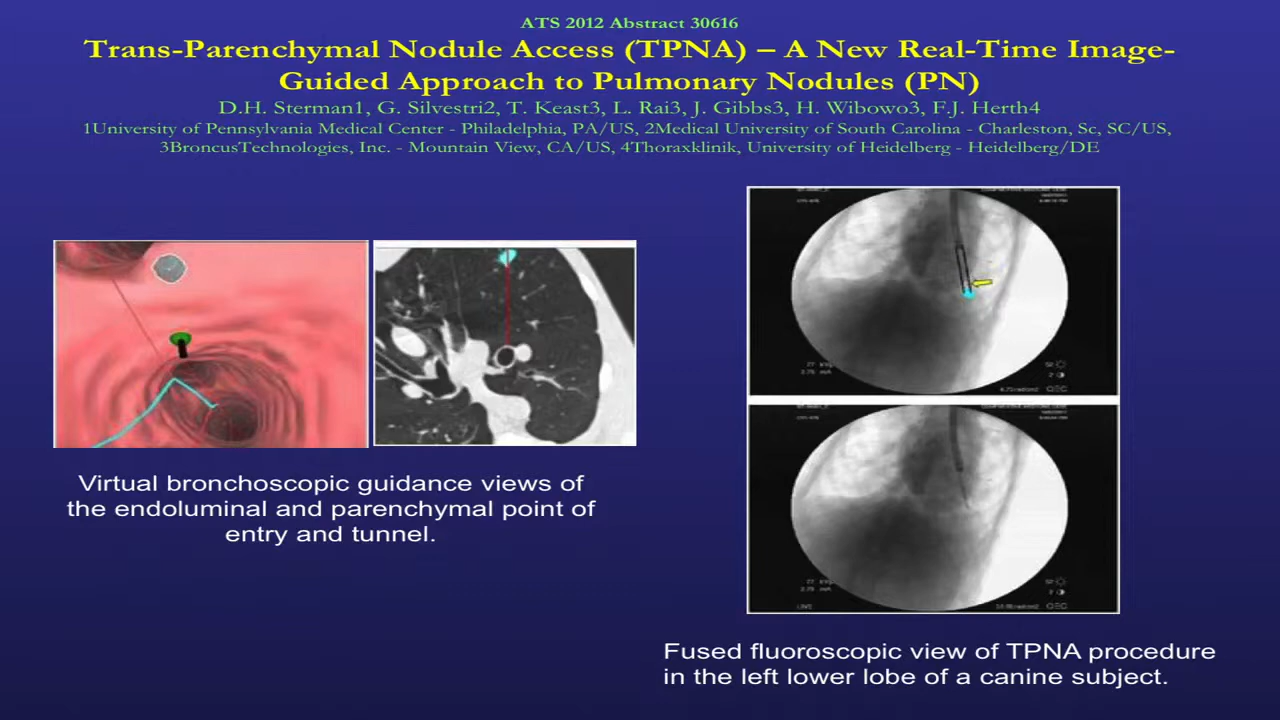 ATS 2012 Abstract 30616
Trans-Parenchymal Nodule Access (TPNA) – A New Real-Time Image-
Guided Approach to Pulmonary Nodules (PN)
D.H. Sterman1, G. Silvestri2, T. Keast3, L. Rai3, J. Gibbs3, H. Wibowo3, F.J. Herth4
1University of Pennsylvania Medical Center - Philadelphia, PA/US, 2Medical University of South Carolina - Charleston, Sc, SC/US,
3BroncusTechnologies, Inc. - Mountain View, CA/US, 4Thoraxklinik, University of Heidelberg - Heidelberg/DE
Virtual bronchoscopic guidance views of
the endoluminal and parenchymal point of
entry and tunnel.
Fused fluoroscopic view of TPNA procedure
in the left lower lobe of a canine subject.